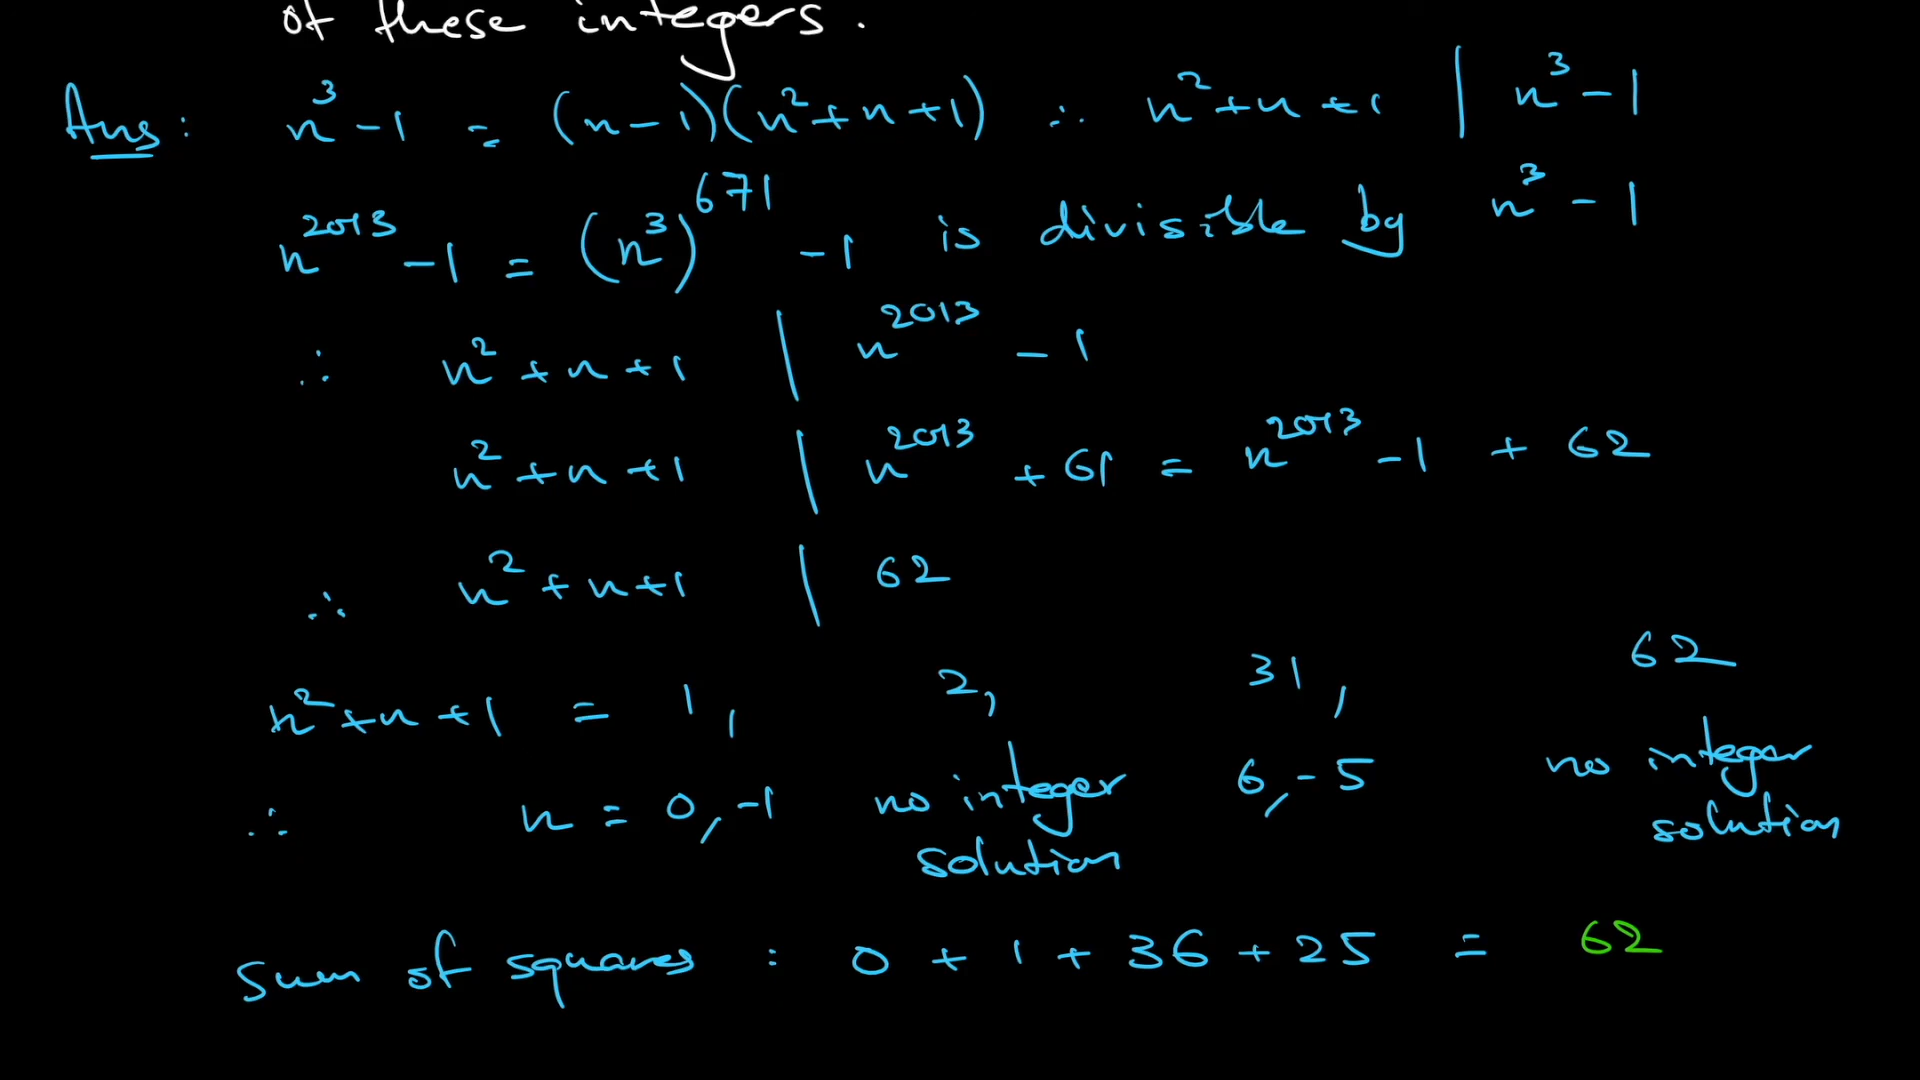 of these integers.
Ans: n³ - 1 = (n-1)(n²+n+1) ∴ n²+n+1 | n³-1
n²⁰¹³ - 1 = (n³)⁶⁷¹ - 1 is divisible by n³ - 1
∴ n²+n+1 | n²⁰¹³ - 1
n²+n+1 | n²⁰¹³ + 61 = n²⁰¹³ - 1 + 62
∴ n²+n+1 | 62
n²+n+1 = 1, 2, 31, 62
∴ n = 0, -1 no integer solution 6, -5 no integer solution
Sum of squares : 0 + 1 + 36 + 25 = 62